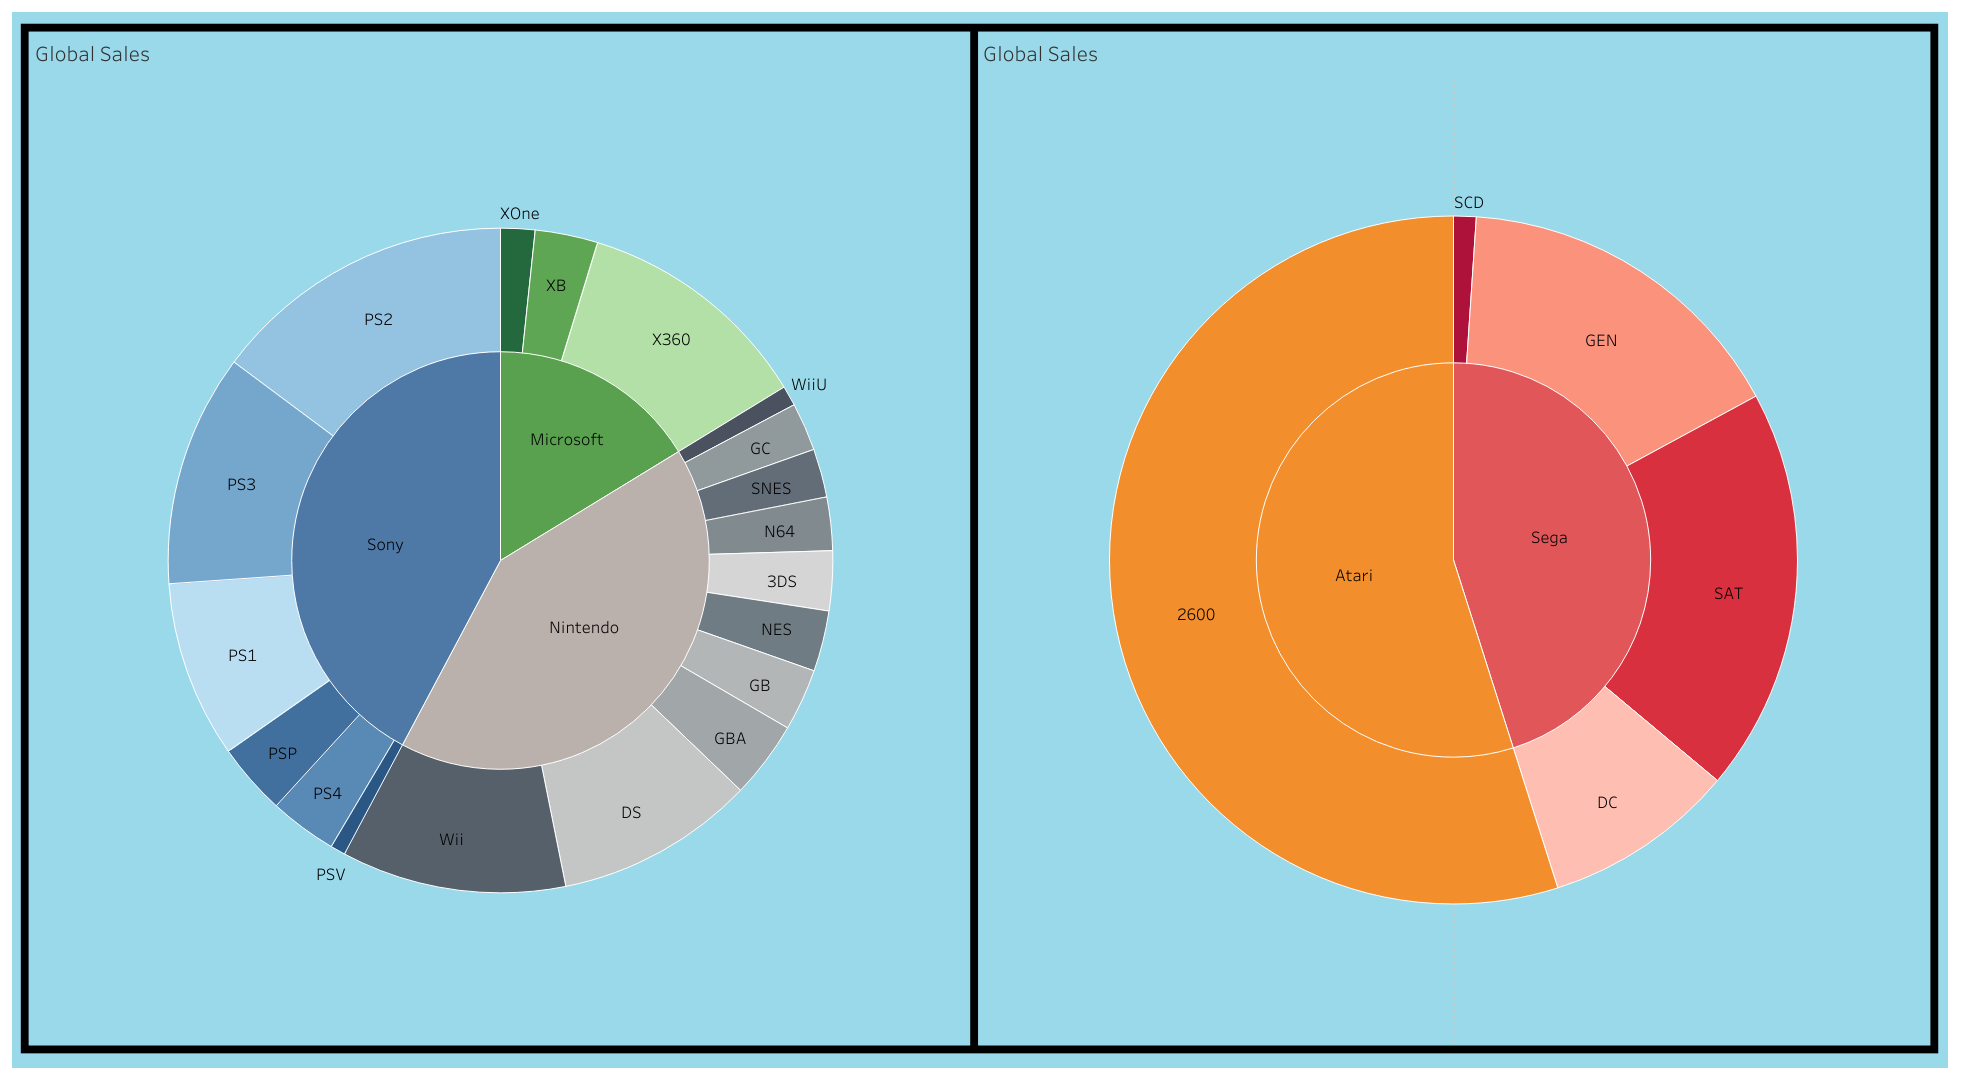 Global Sales
XOne
XB
PS2
X360
WiiU
Microsoft
GC
PS3
SNES
N64
Sony
3DS
Nintendo
NES
PS1
GB
GBA
PSP
PS4
DS
Wii
PSV
Global Sales
SCD
GEN
Sega
Atari
SAT
2600
DC